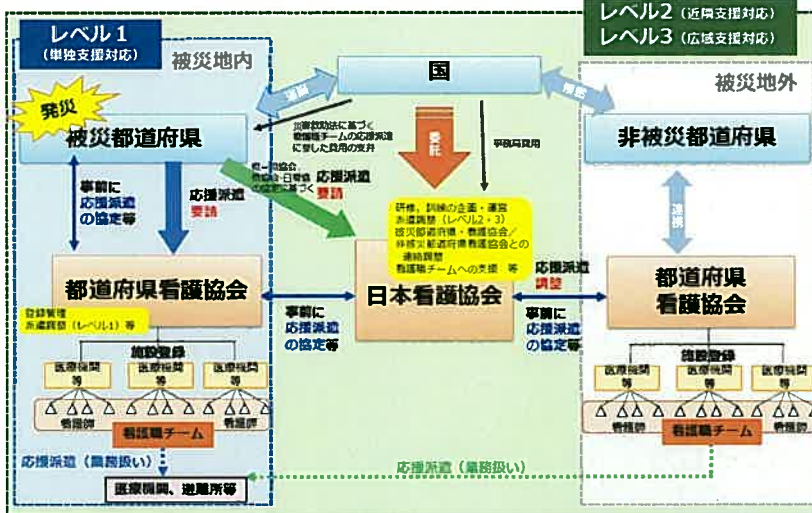 レベル1
(単独支援対応)
被災地内
レベル2（近隣支援対応）
レベル3（広域支援対応）
被災地外
国
発災
被災都道府県
非被災都道府県
連携
連携
災害救助法に基づく
看護職チームの応援派遣
に要した費用の支弁
委託
事務局費用
事前に
応援派遣
の協定等
応援派遣
要請
応援派遣
要請
の協定に基づく
研修、訓練の企画・運営
派遣調整（レベル2・3）
被災都道府県・看護協会／
非被災都道府県看護協会との
連絡調整
看護職チームへの支援 等
連携
都道府県看護協会
登録管理
派遣調整（レベル1）等
日本看護協会
都道府県
看護協会
事前に
応援派遣
の協定等
応援派遣
調整
事前に
応援派遣
の協定等
施設登録
医療機関
等
医療機関
等
医療機関
等
看護師
看護師
看護職チーム
応援派遣（業務扱い）
医療機関、避難所等
応援派遣（業務扱い）
施設登録
医療機関
等
医療機関
等
医療機関
等
看護師
看護師
看護職チーム